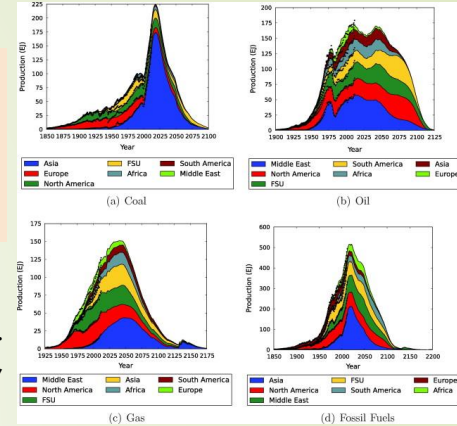 225
200
175
150
125
100
75
50
25
0
Production (EJ)
1850 1875 1900 1925 1950 1975 2000 2025 2050 2075 2100
Year
Asia
Europe
North America
FSU
Africa
South America
Middle East
(a) Coal
200
175
150
125
100
75
50
25
0
Production (EJ)
1900 1925 1950 1975 2000 2025 2050 2075 2100 2125
Year
Middle East
North America
FSU
South America
Africa
Asia
Europe
(b) Oil
175
150
125
100
75
50
25
0
Production (EJ)
1925 1950 1975 2000 2025 2050 2075 2100 2125 2150 2175
Year
Middle East
North America
FSU
Asia
Africa
South America
Europe
(c) Gas
600
500
400
300
200
100
0
Production (EJ)
1850 1900 1950 2000 2050 2100 2150 2200
Year
Asia
North America
Middle East
FSU
South America
Europe
Africa
(d) Fossil Fuels